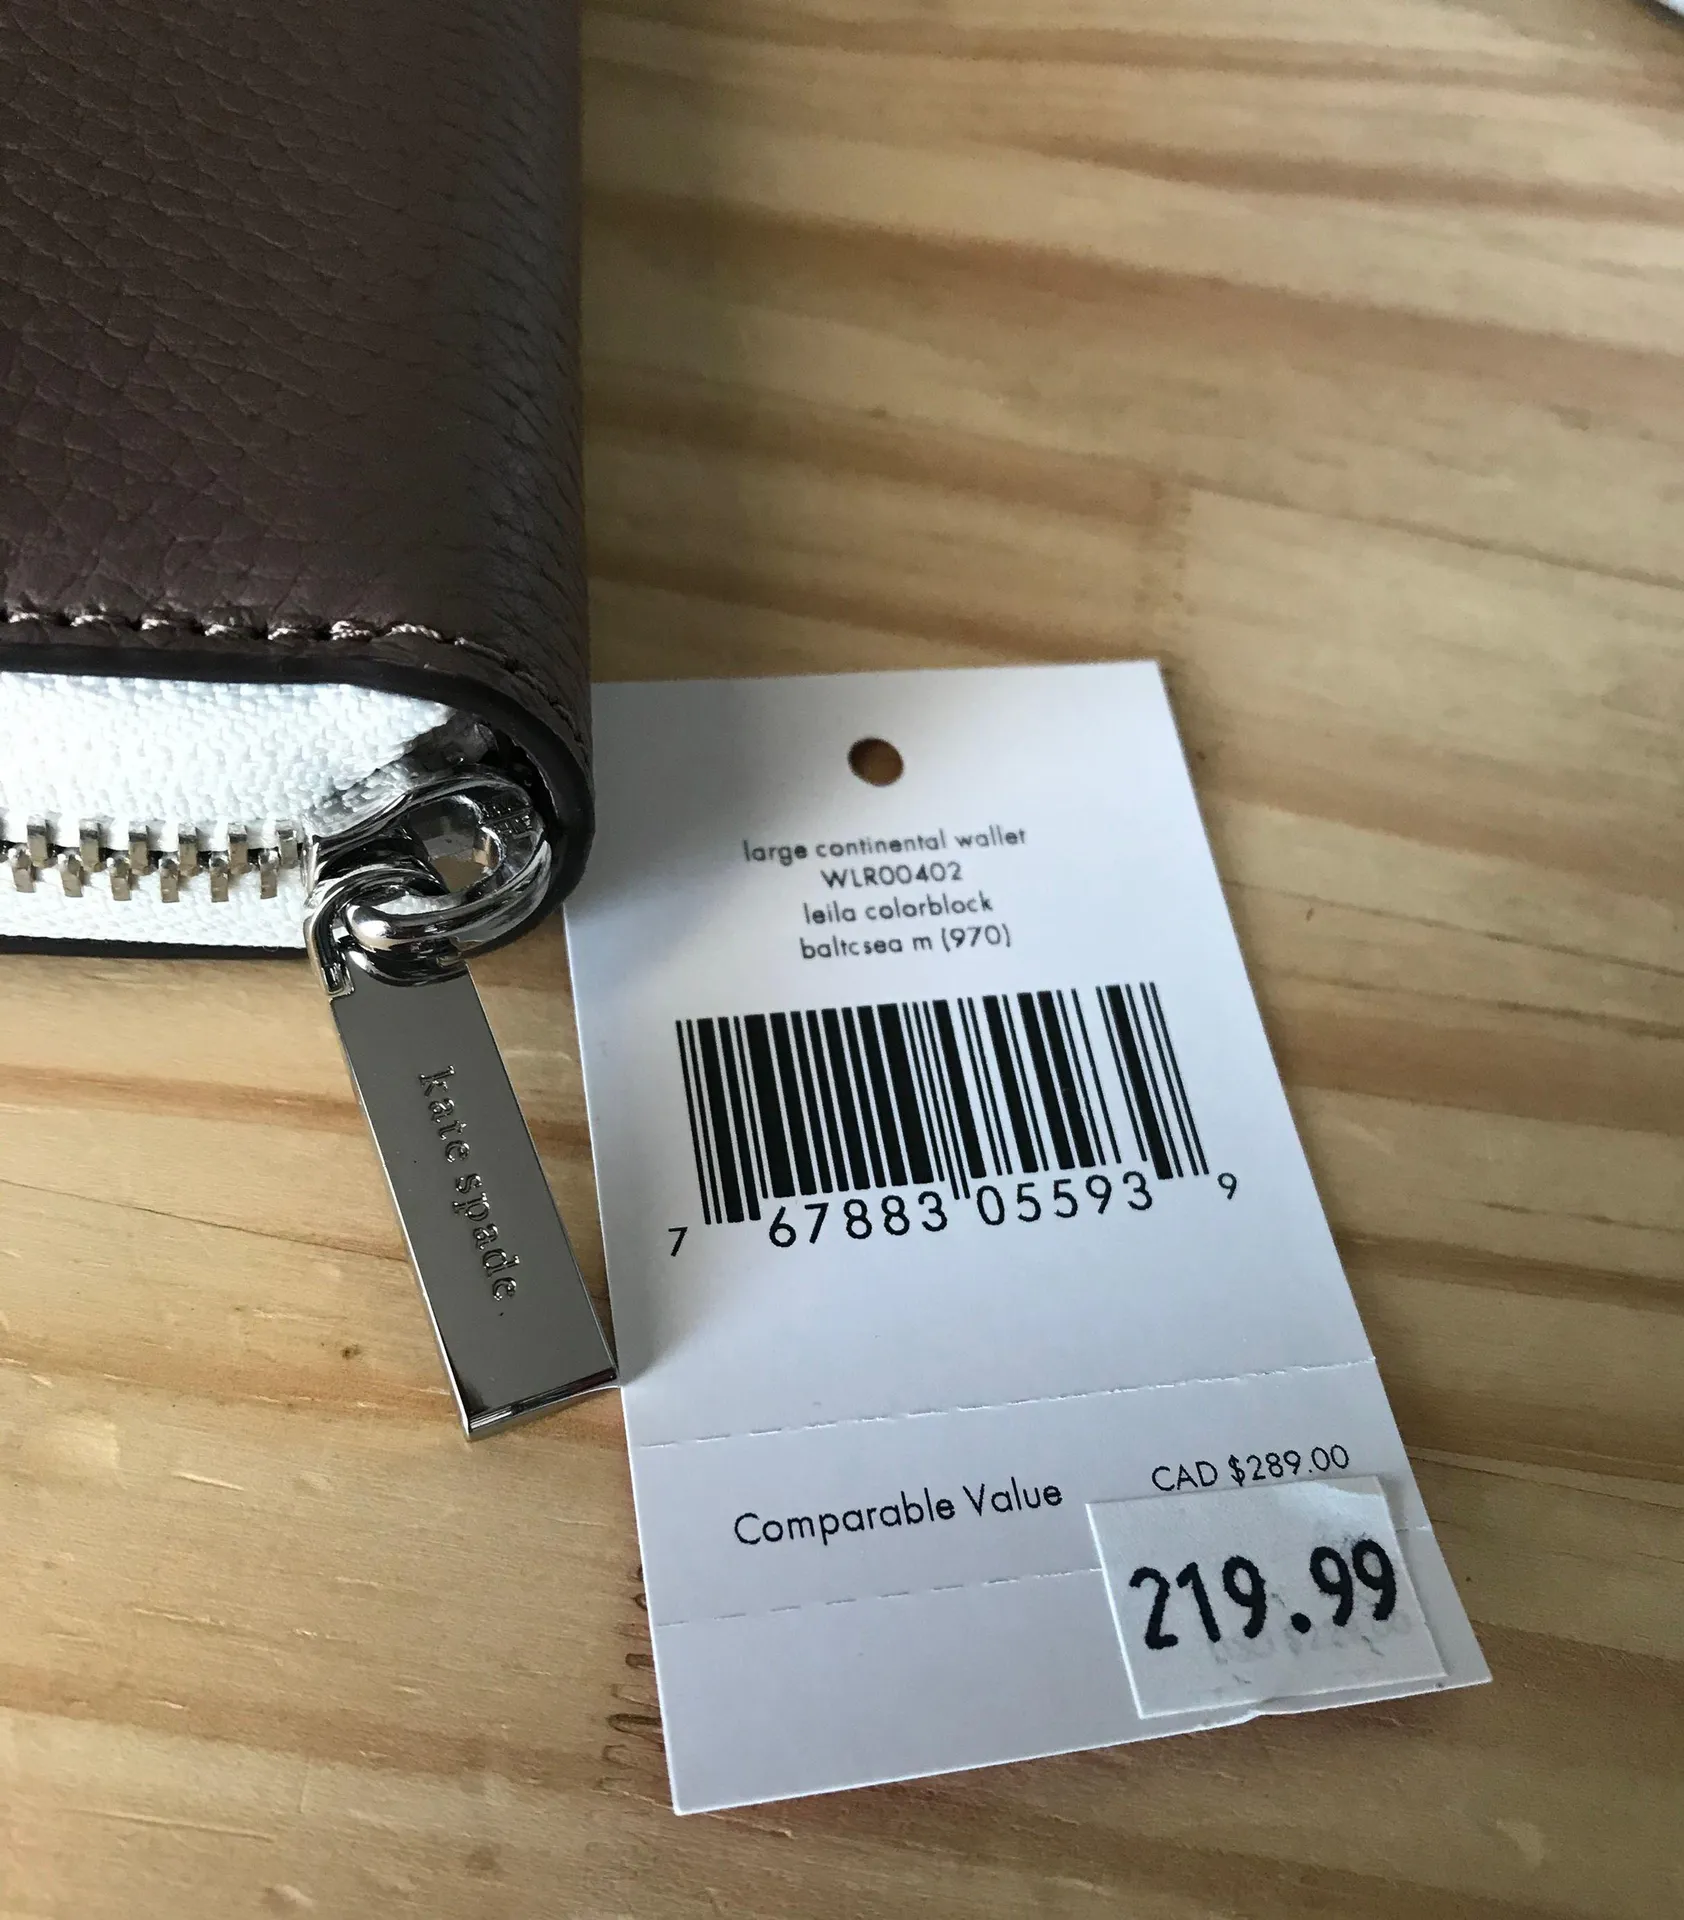 large continental wallet
WLR00402
leila colorblock
baltcsea m (970)
7 67883 05593 9
kate spade
Comparable Value CAD $289.00
219.99